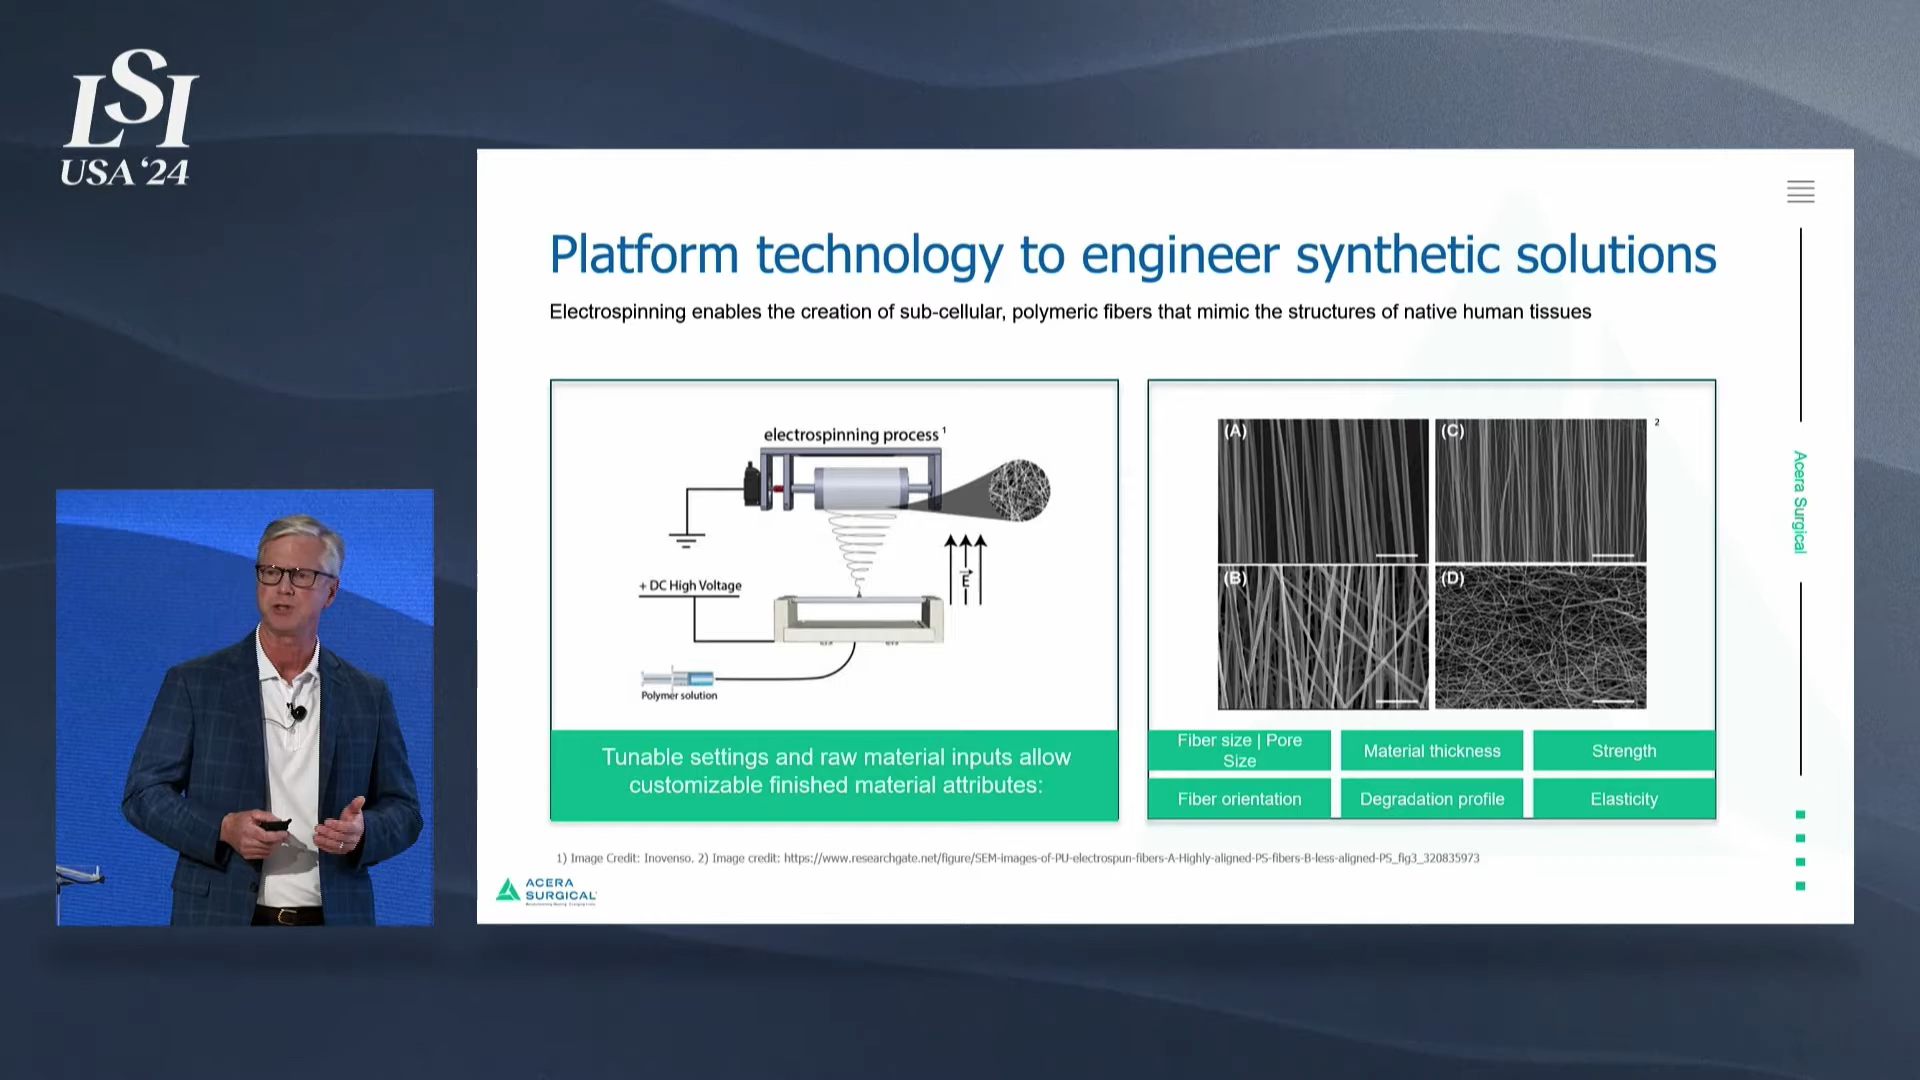 LSI
USA '24
Platform technology to engineer synthetic solutions
Electrospinning enables the creation of sub-cellular, polymeric fibers that mimic the structures of native human tissues
electrospinning process 1
+ DC High Voltage
E
Polymer solution
Tunable settings and raw material inputs allow
customizable finished material attributes:
(A)
(C)
2
(B)
(D)
Fiber size | Pore
Size
Material thickness
Strength
Fiber orientation
Degradation profile
Elasticity
1) Image Credit: Inovenso. 2) Image credit: https://www.researchgate.net/figure/SEM-images-of-PU-electrospun-fibers-A-Highly-aligned-PS-fibers-B-less-aligned-PS_fig3_320835973
ACERA
SURGICAL
Acera Surgical